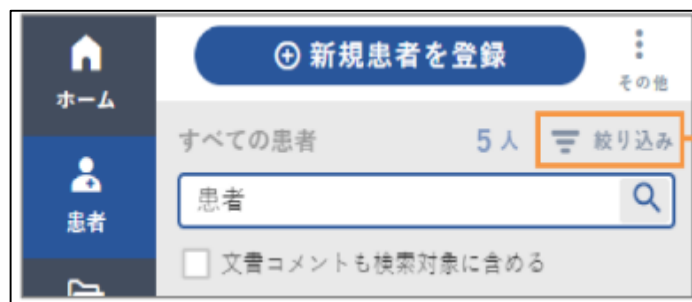 ホーム
患者
新規患者を登録
その他
すべての患者 5人 絞り込み
患者
文書コメントも検索対象に含める